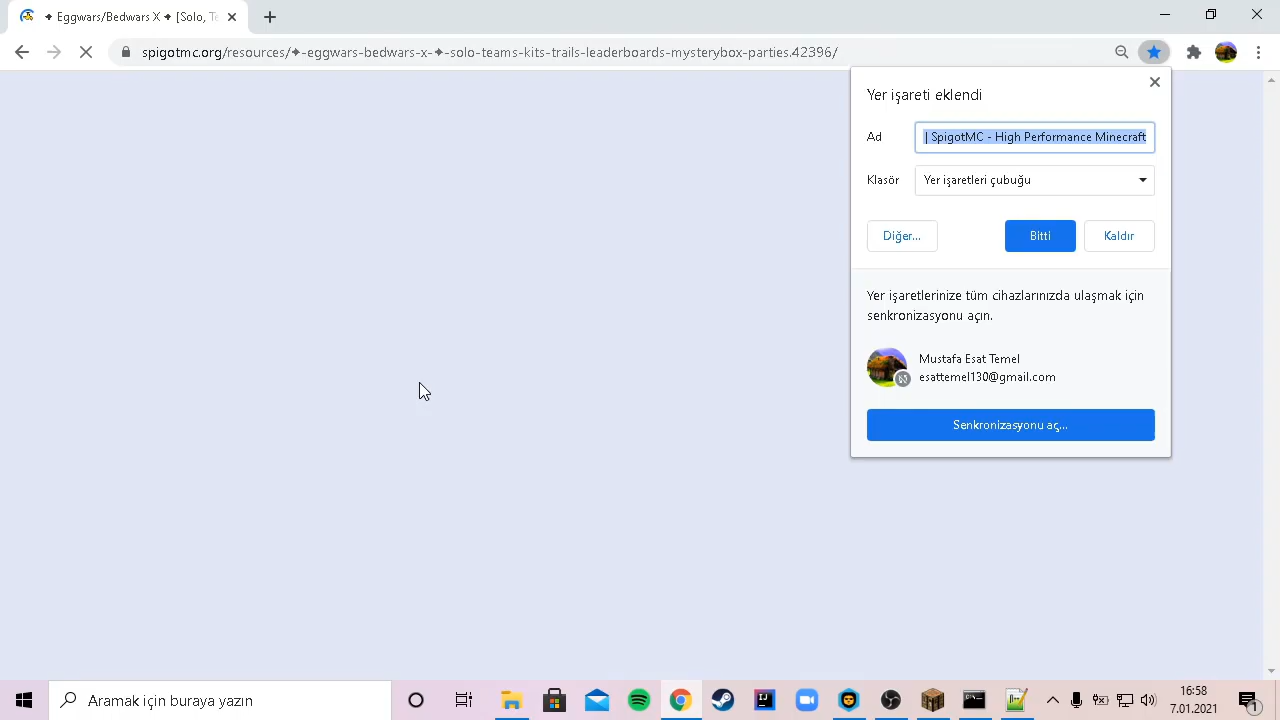 ✦ Eggwars/Bedwars X ✦ [Solo, Te
spigotmc.org/resources/✦-eggwars-bedwars-x-✦-solo-teams-kits-trails-leaderboards-mysterybox-parties.42396/
Yer işareti eklendi
Ad
| SpigotMC - High Performance Minecraft
Klasör
Yer işaretleri çubuğu
Diğer...
Bitti
Kaldır
Yer işaretlerinize tüm cihazlarınızda ulaşmak için
senkronizasyonu açın.
Mustafa Esat Temel
esattemel130@gmail.com
Senkronizasyonu aç...
Aramak için buraya yazın
16:58
7.01.2021
1